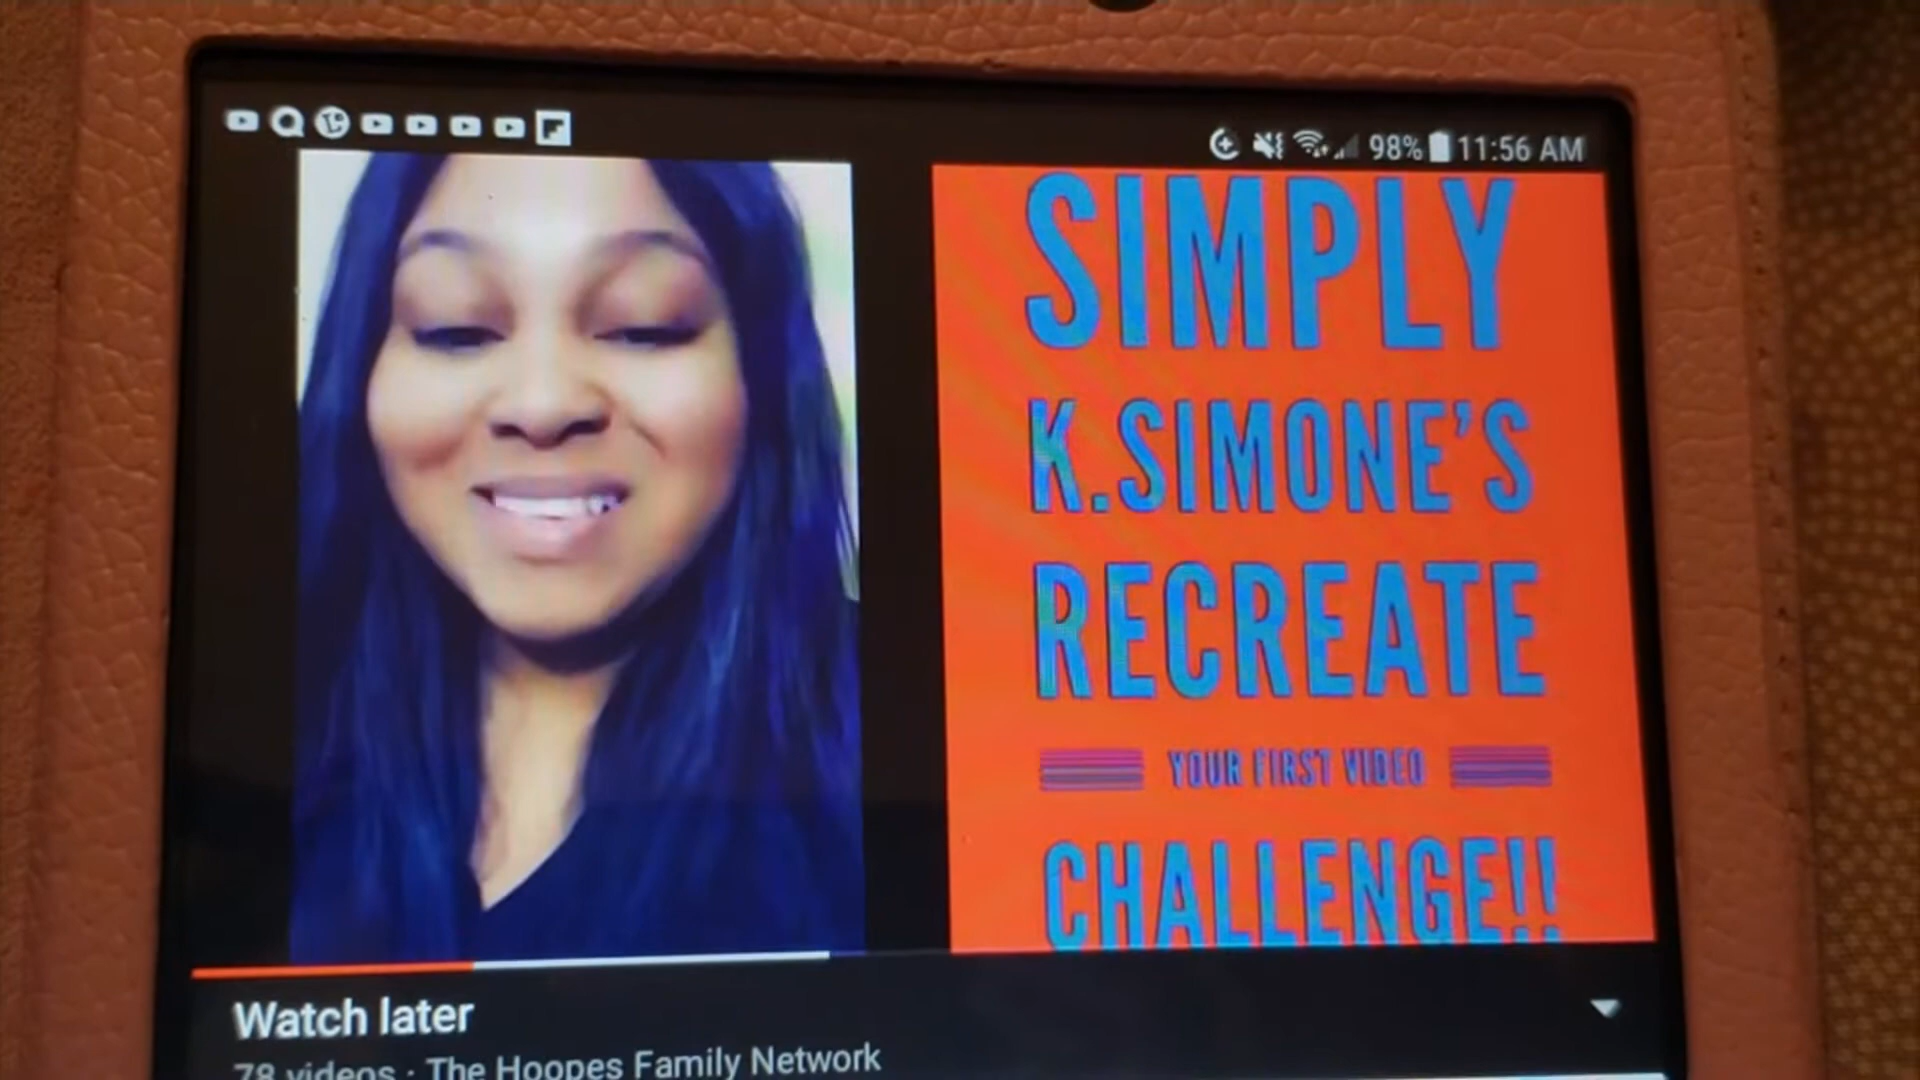 98% 11:56 AM
SIMPLY
K.SIMONE'S
RECREATE
YOUR FIRST VIDEO
CHALLENGE!!
Watch later
78 videos · The Hoopes Family Network